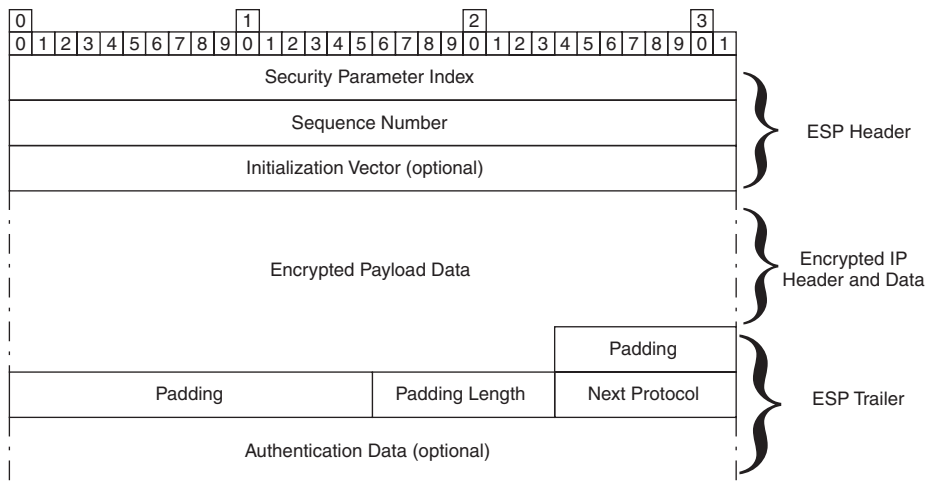 0 1 2 3
0 1 2 3 4 5 6 7 8 9 0 1 2 3 4 5 6 7 8 9 0 1 2 3 4 5 6 7 8 9 0 1
Security Parameter Index
Sequence Number
Initialization Vector (optional)
ESP Header
Encrypted Payload Data
Encrypted IP
Header and Data
Padding
Padding
Padding Length
Next Protocol
ESP Trailer
Authentication Data (optional)